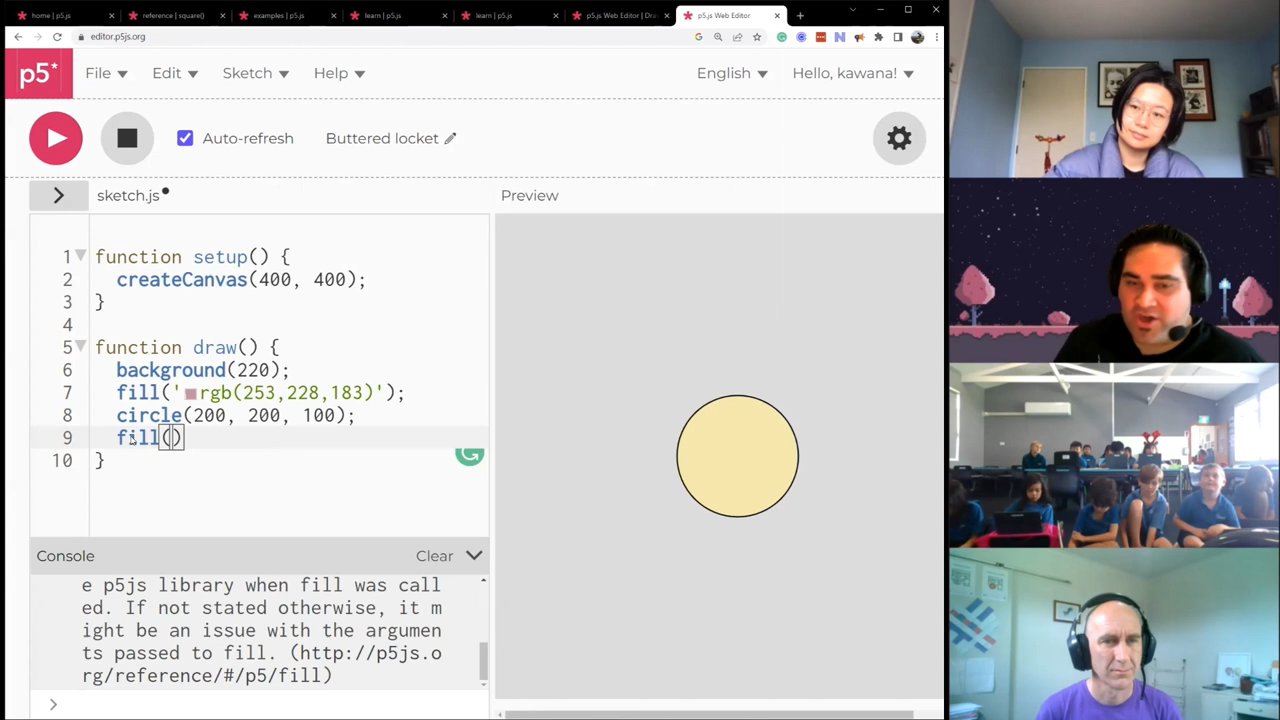 home | p5.js
reference | square()
examples | p5.js
learn | p5.js
learn | p5.js
p5.js Web Editor | Dra
p5.js Web Editor
editor.p5js.org
p5*
File
Edit
Sketch
Help
English
Hello, kawana!
Auto-refresh
Buttered locket
sketch.js
Preview
1 function setup() {
2 createCanvas(400, 400);
3 }
4
5 function draw() {
6 background(220);
7 fill('rgb(253,228,183)');
8 circle(200, 200, 100);
9 fill()
10 }
Console
Clear
e p5js library when fill was call
ed. If not stated otherwise, it m
ight be an issue with the argumen
ts passed to fill. (http://p5js.o
rg/reference/#/p5/fill)